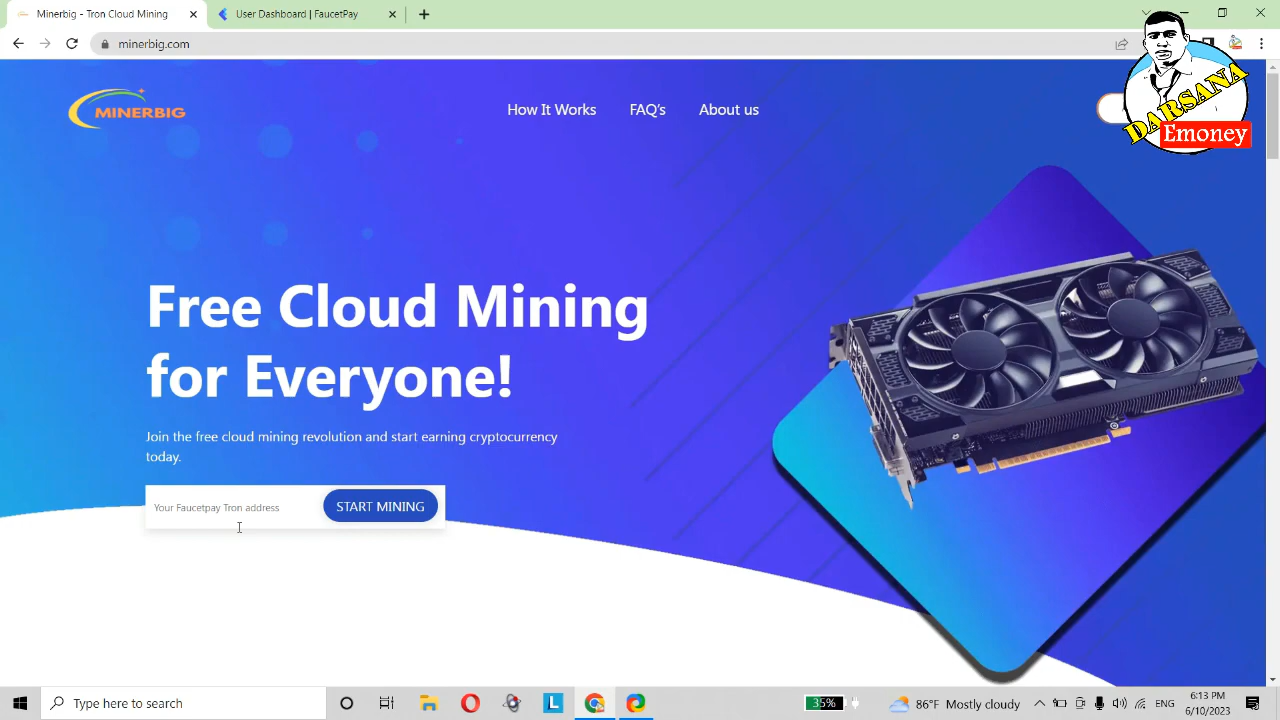 Minerbig - Tron Cloud Mining
User Dashboard | FaucetPay
minerbig.com
MINERBIG
How It Works
FAQ's
About us
DARSANA
Emoney
Free Cloud Mining
for Everyone!
Join the free cloud mining revolution and start earning cryptocurrency
today.
Your Faucetpay Tron address
START MINING
Type here to search
L
35%
86°F Mostly cloudy
ENG
6:13 PM
6/10/2023